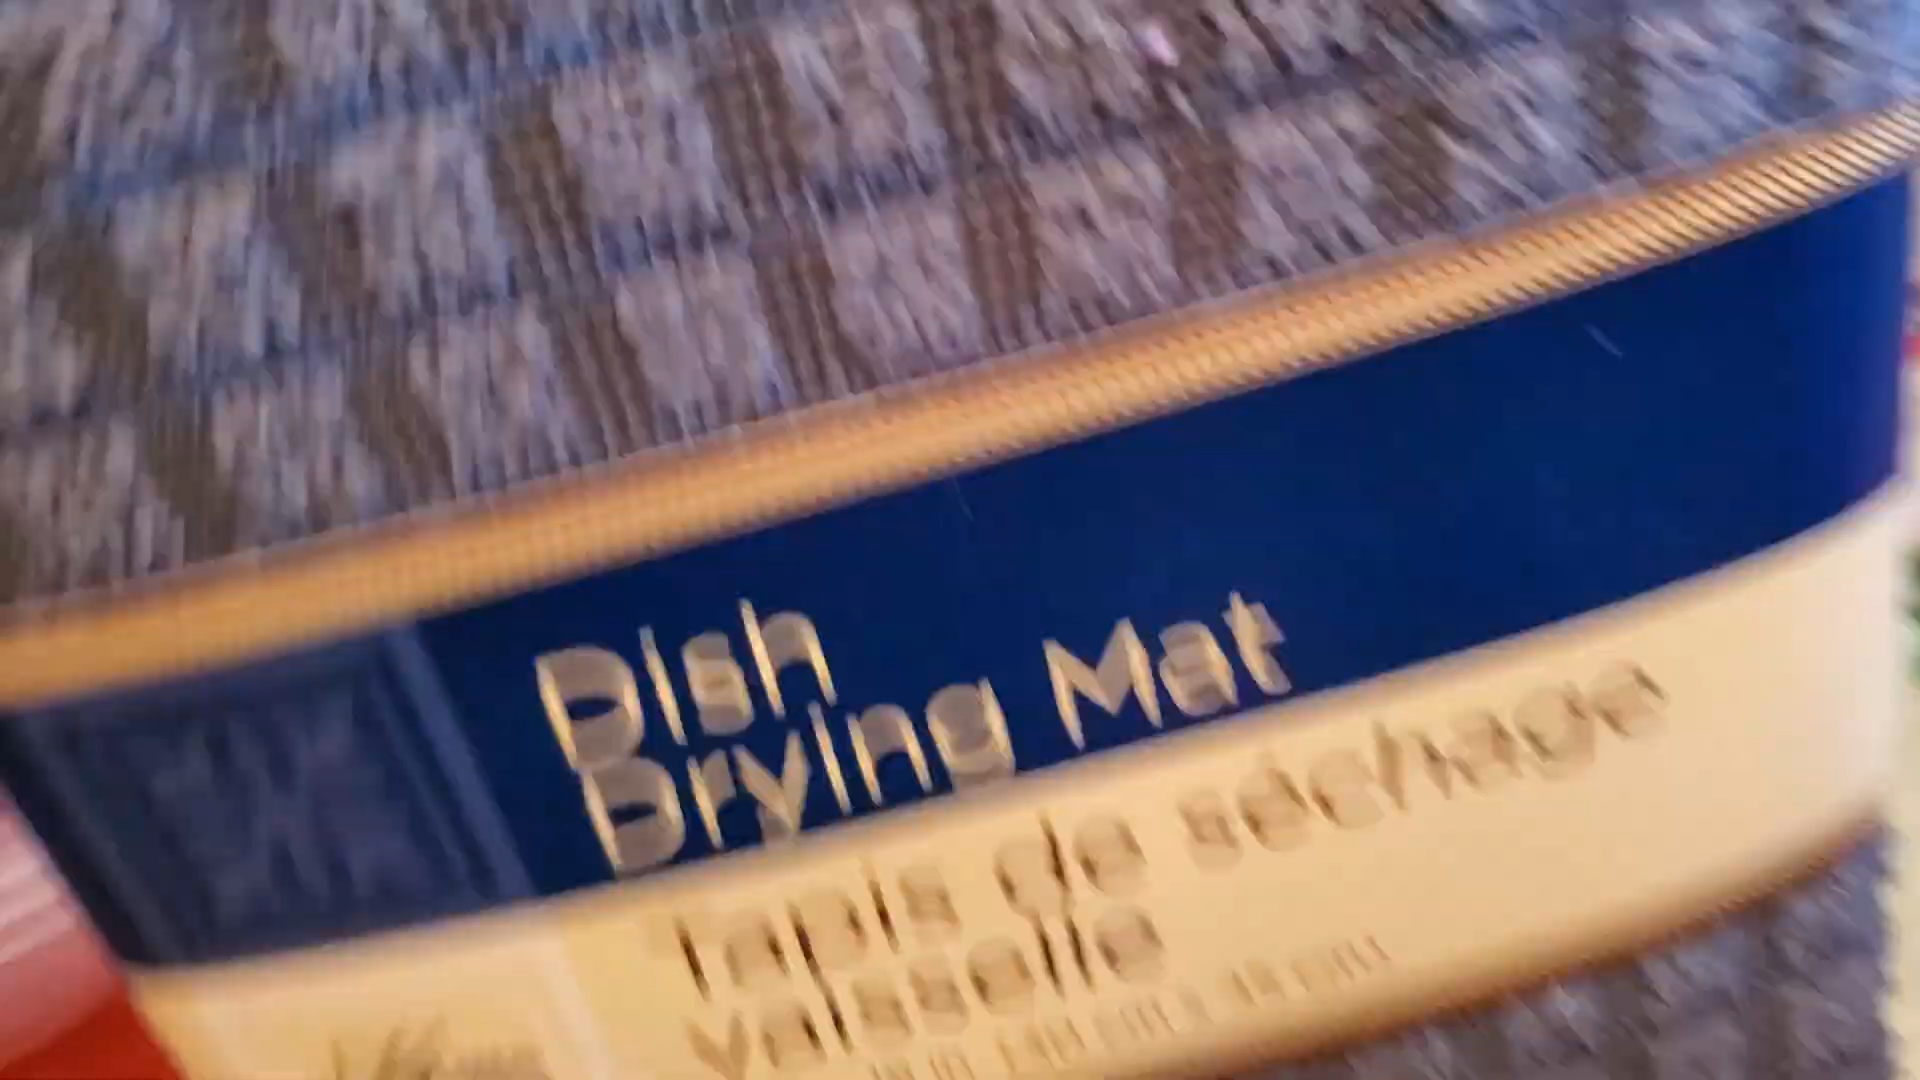 Dish
Drying Mat
Tapis de séchage
vaisselle